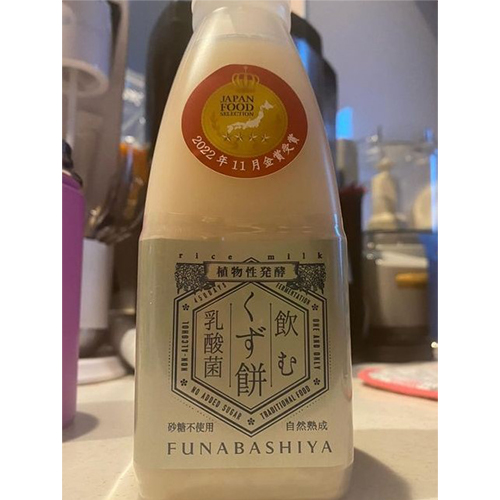 JAPAN
FOOD
SELECTION
2022年11月金賞受賞
rice milk
植物性発酵
ASUKAYA FERMENTATION
飲む
くず餅
乳酸菌
NON-ALCOHOL
ONE AND ONLY
NO ADDED SUGAR
TRADITIONAL FOOD
砂糖不使用
自然熟成
FUNABASHIYA